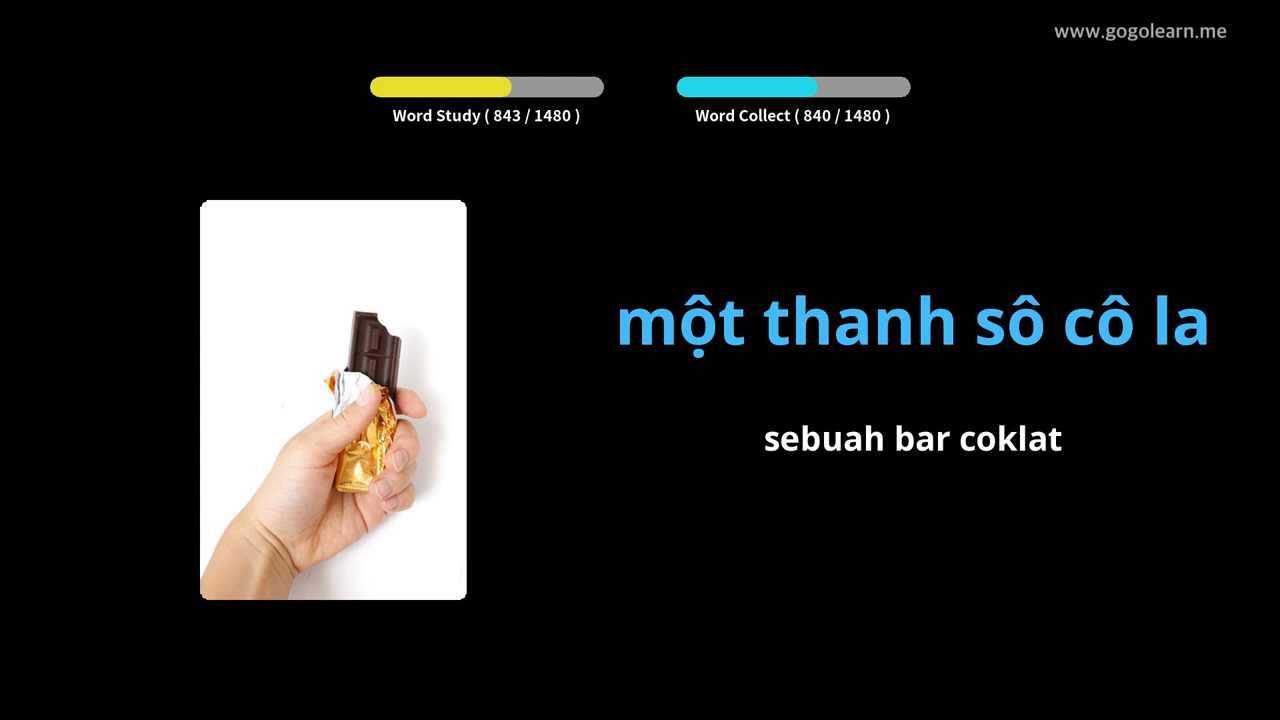 www.gogolearn.me
Word Study ( 843 / 1480 )
Word Collect ( 840 / 1480 )
một thanh sô cô la
sebuah bar coklat